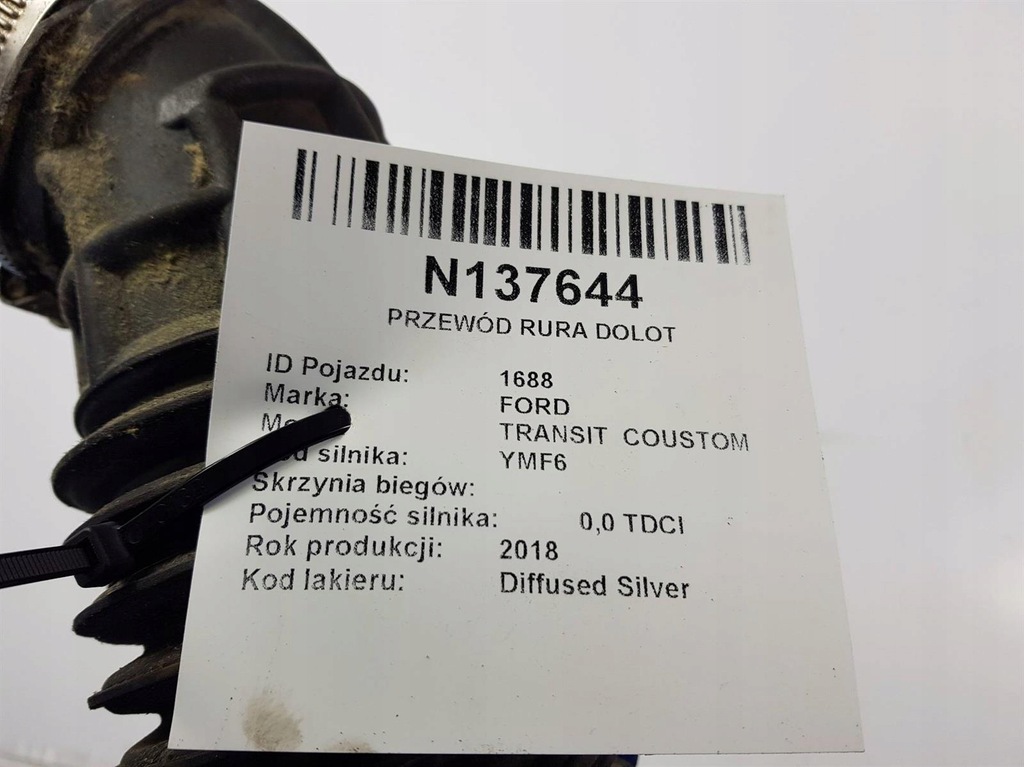 N137644
PRZEWÓD RURA DOLOT
ID Pojazdu: 1688
Marka: FORD
TRANSIT COUSTOM
silnika: YMF6
Skrzynia biegów:
Pojemność silnika: 0,0 TDCI
Rok produkcji: 2018
Kod lakieru: Diffused Silver